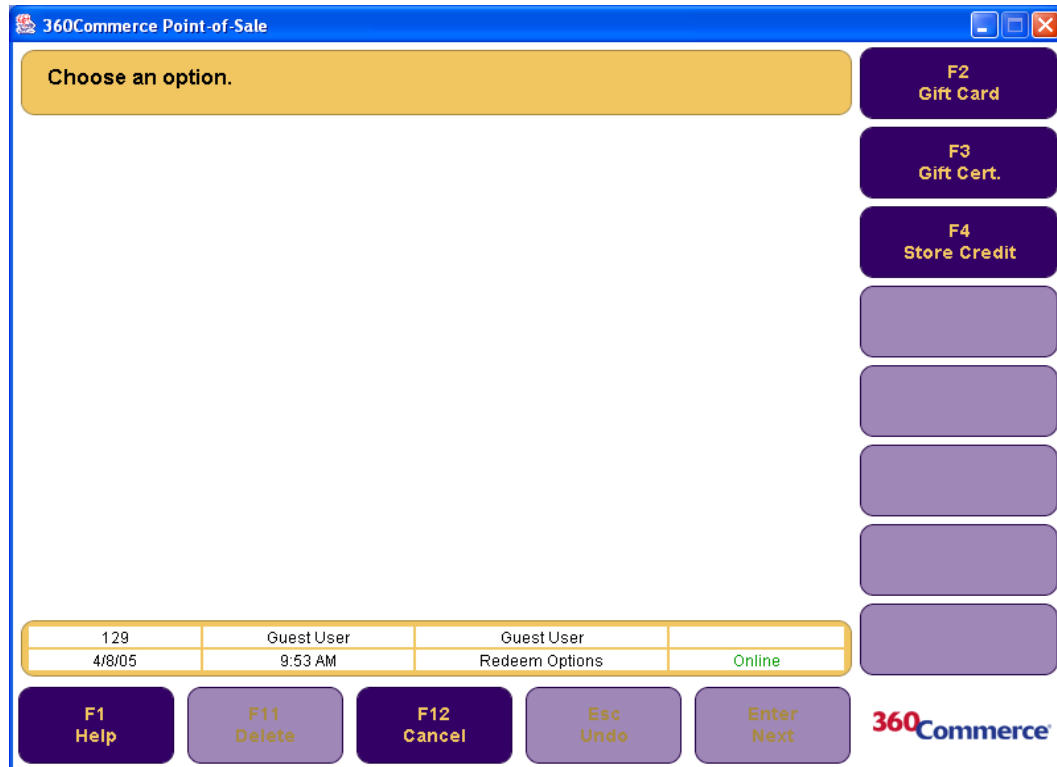 360Commerce Point-of-Sale
Choose an option.
F2
Gift Card
F3
Gift Cert.
F4
Store Credit
129 Guest User Guest User
4/8/05 9:53 AM Redeem Options Online
F1
Help
F11
Delete
F12
Cancel
Esc
Undo
Enter
Next
360Commerce